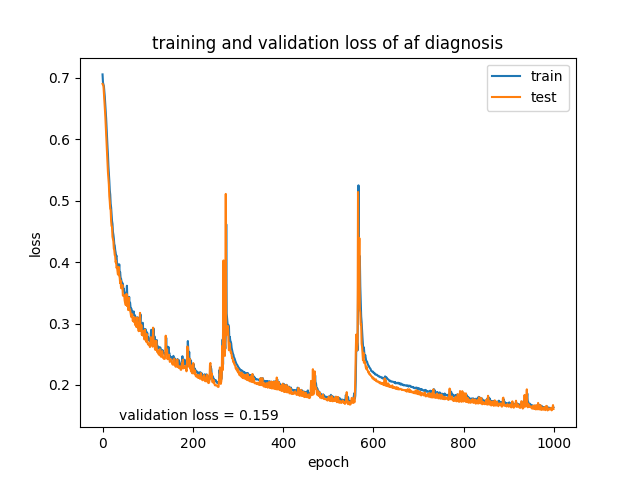 training and validation loss of af diagnosis
train
test
0.7
0.6
0.5
0.4
0.3
0.2
loss
validation loss = 0.159
0 200 400 600 800 1000
epoch